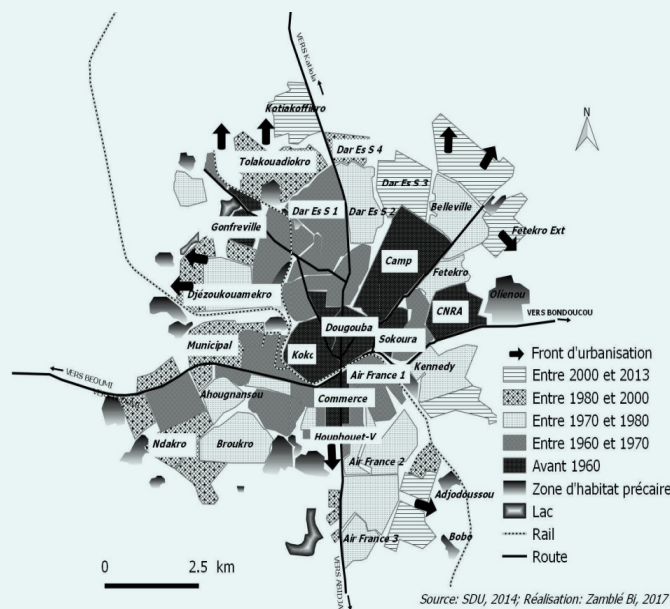 VERS Katiola
N
Kotiakoffikro
Dar Es S 4
Tolakouadiokro
Dar Es S 3
Dar Es S 1
Dar Es S 2
Belleville
Gonfreville
Fetekro Ext
Camp
Fetekro
Djézoukouamekro
Olienou
CNRA
Dougouba
VERS BONDOUCOU
Sokoura
Municipal
Koko
Air France 1
Kennedy
VERS BEOUMI
Ahougnansou
Commerce
Houphouet-V
Ndakro
Broukro
Air France 2
Adjodoussou
Bobo
Air France 3
Front d'urbanisation
Entre 2000 et 2013
Entre 1980 et 2000
Entre 1970 et 1980
Entre 1960 et 1970
Avant 1960
Zone d'habitat précaire
Lac
Rail
Route
0 2.5 km
Source: SDU, 2014; Réalisation: Zamblé Bi, 2017